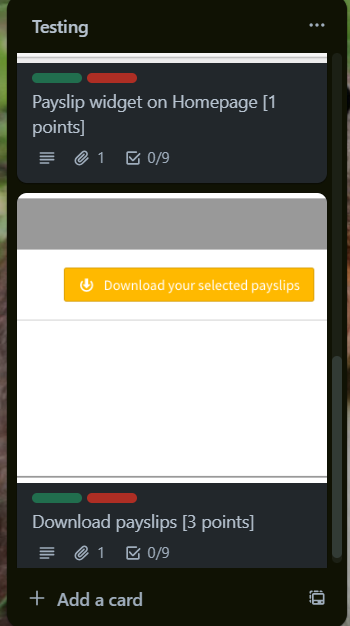 Testing
Payslip widget on Homepage [1
points]
1
0/9
Download your selected payslips
Download payslips [3 points]
1
0/9
Add a card